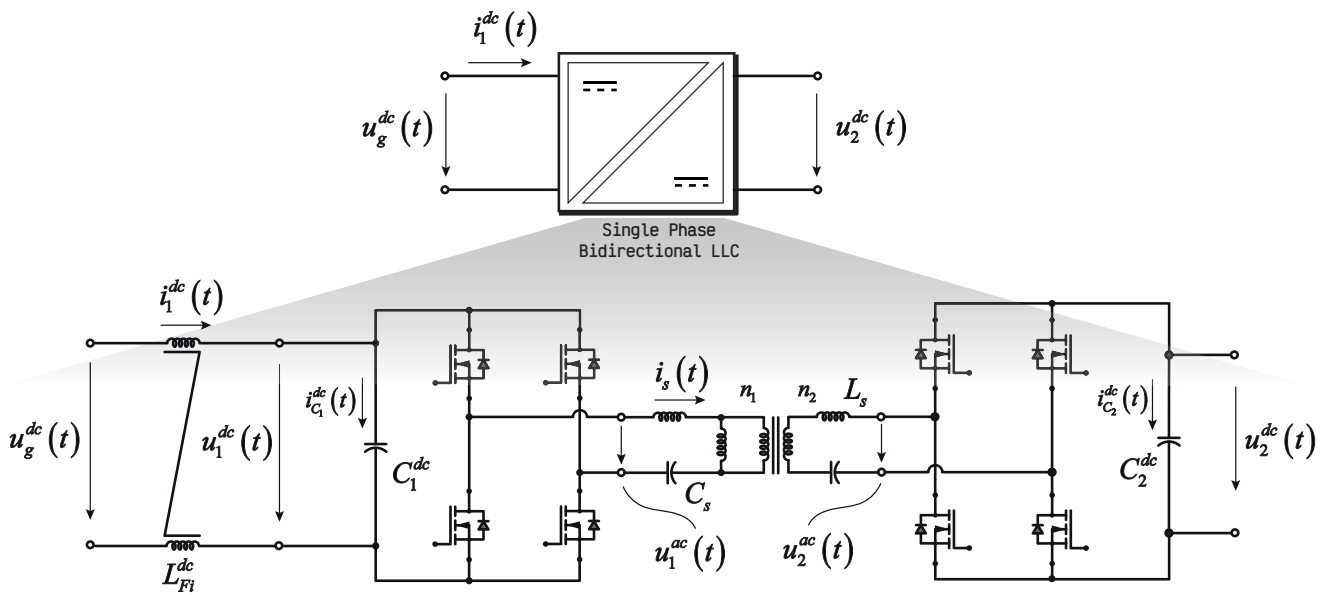 i_1^{dc}(t)
u_g^{dc}(t)
u_2^{dc}(t)
Single Phase
Bidirectional LLC
i_1^{dc}(t)
i_s(t)
n_1
n_2
L_s
i_{C_1}^{dc}(t)
i_{C_2}^{dc}(t)
u_g^{dc}(t)
u_1^{dc}(t)
C_1^{dc}
C_s
C_2^{dc}
u_2^{dc}(t)
u_1^{ac}(t)
u_2^{ac}(t)
L_{Fi}^{dc}